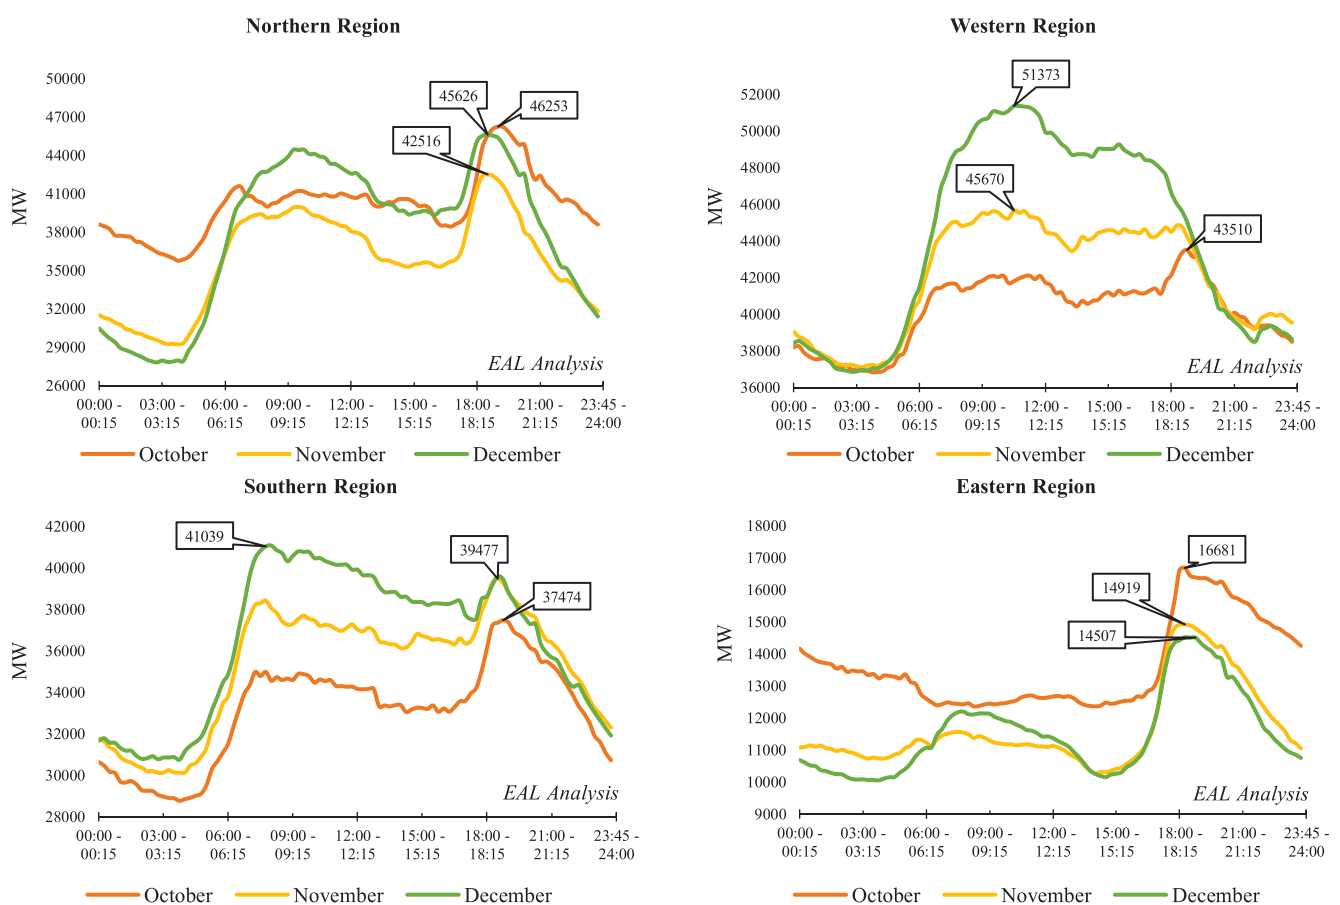 Northern Region
50000
47000
44000
41000
38000
35000
32000
29000
26000
MW
45626
46253
42516
EAL Analysis
00:00 - 03:00 - 06:00 - 09:00 - 12:00 - 15:00 - 18:00 - 21:00 - 23:45 -
00:15 03:15 06:15 09:15 12:15 15:15 18:15 21:15 24:00
October November December
Western Region
52000
50000
48000
46000
44000
42000
40000
38000
36000
MW
51373
45670
43510
EAL Analysis
00:00 - 03:00 - 06:00 - 09:00 - 12:00 - 15:00 - 18:00 - 21:00 - 23:45 -
00:15 03:15 06:15 09:15 12:15 15:15 18:15 21:15 24:00
October November December
Southern Region
42000
40000
38000
36000
34000
32000
30000
28000
MW
41039
39477
37474
EAL Analysis
00:00 - 03:00 - 06:00 - 09:00 - 12:00 - 15:00 - 18:00 - 21:00 - 23:45 -
00:15 03:15 06:15 09:15 12:15 15:15 18:15 21:15 24:00
October November December
Eastern Region
18000
17000
16000
15000
14000
13000
12000
11000
10000
9000
MW
16681
14919
14507
EAL Analysis
00:00 - 03:00 - 06:00 - 09:00 - 12:00 - 15:00 - 18:00 - 21:00 - 23:45 -
00:15 03:15 06:15 09:15 12:15 15:15 18:15 21:15 24:00
October November December